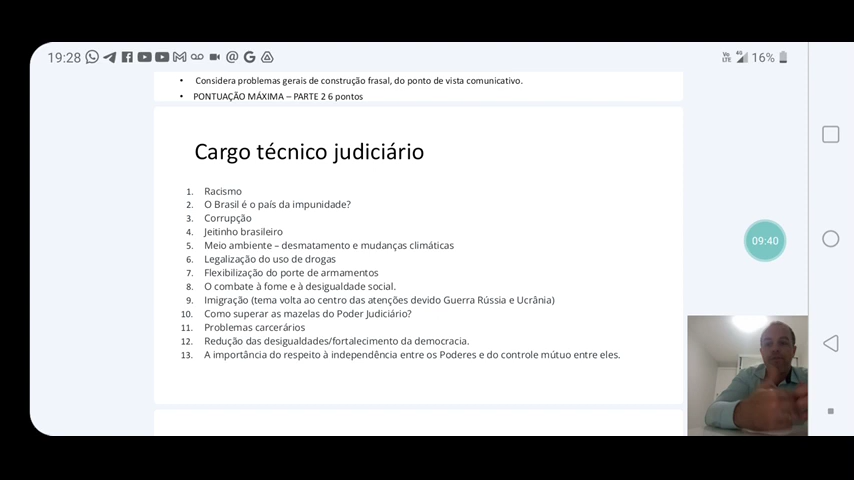 19:28
16%
• Considera problemas gerais de construção frasal, do ponto de vista comunicativo.
• PONTUAÇÃO MÁXIMA – PARTE 2 6 pontos
Cargo técnico judiciário
1. Racismo
2. O Brasil é o país da impunidade?
3. Corrupção
4. Jeitinho brasileiro
5. Meio ambiente – desmatamento e mudanças climáticas
6. Legalização do uso de drogas
7. Flexibilização do porte de armamentos
8. O combate à fome e à desigualdade social.
9. Imigração (tema volta ao centro das atenções devido Guerra Rússia e Ucrânia)
10. Como superar as mazelas do Poder Judiciário?
11. Problemas carcerários
12. Redução das desigualdades/fortalecimento da democracia.
13. A importância do respeito à independência entre os Poderes e do controle mútuo entre eles.
09:40